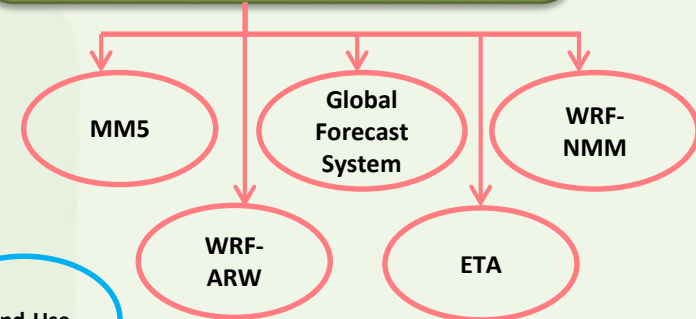 MM5
Global
Forecast
System
WRF-
NMM
WRF-
ARW
ETA